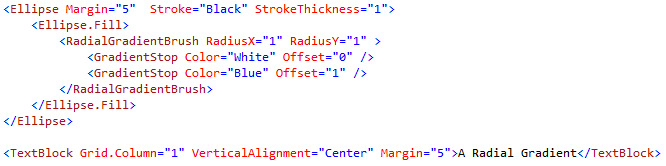 <Ellipse Margin="5"  Stroke="Black" StrokeThickness="1">
    <Ellipse.Fill>
        <RadialGradientBrush RadiusX="1" RadiusY="1" >
            <GradientStop Color="White" Offset="0" />
            <GradientStop Color="Blue" Offset="1" />
        </RadialGradientBrush>
    </Ellipse.Fill>
</Ellipse>
<TextBlock Grid.Column="1" VerticalAlignment="Center" Margin="5">A Radial Gradient</TextBlock>